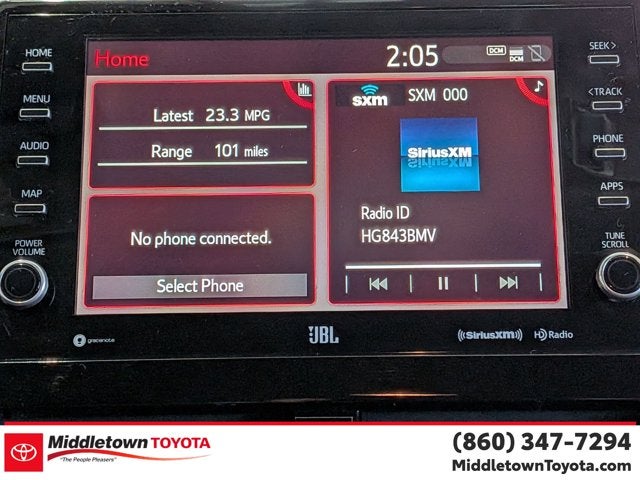 HOME
MENU
AUDIO
MAP
POWER
VOLUME
Home
2:05
DCM
DCM
Latest 23.3 MPG
Range 101 miles
No phone connected.
Select Phone
sxm SXM 000
SiriusXM
Radio ID
HG843BMV
SEEK>
<TRACK
PHONE
APPS
TUNE
SCROLL
gracenote
JBL
((SiriusXM))
HD Radio
Middletown TOYOTA
"The People Pleasers"
(860) 347-7294
MiddletownToyota.com